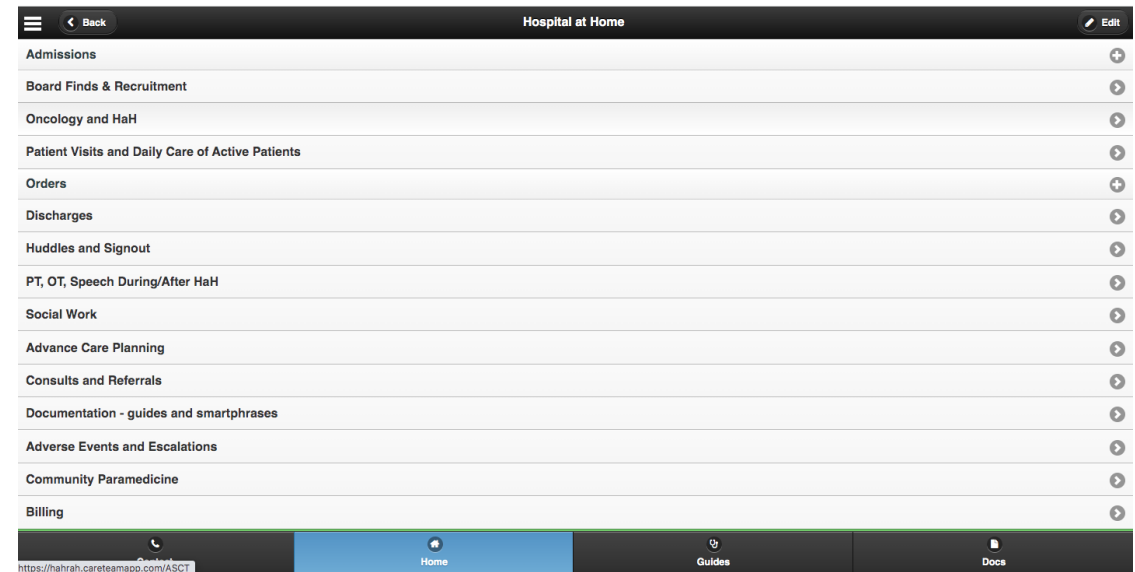 Back
Hospital at Home
Edit
Admissions
Board Finds & Recruitment
Oncology and HaH
Patient Visits and Daily Care of Active Patients
Orders
Discharges
Huddles and Signout
PT, OT, Speech During/After HaH
Social Work
Advance Care Planning
Consults and Referrals
Documentation - guides and smartphrases
Adverse Events and Escalations
Community Paramedicine
Billing
Home
Guides
Docs
https://hahrah.careteamapp.com/ASCT